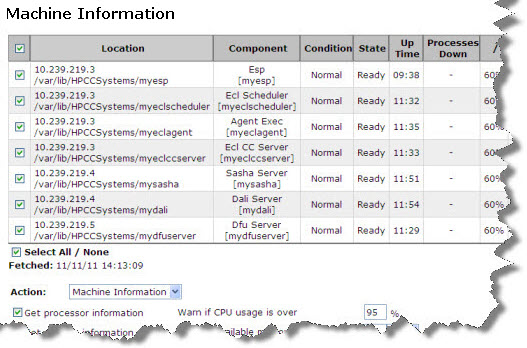 Machine Information
Location Component Condition State Up Time Processes Down /
10.239.219.3 Esp
/var/lib/HPCCSystems/myesp [myesp] Normal Ready 09:38 - 60%
10.239.219.3 Ecl Scheduler
/var/lib/HPCCSystems/myeclscheduler [myeclscheduler] Normal Ready 11:32 - 60%
10.239.219.3 Agent Exec
/var/lib/HPCCSystems/myeclagent [myeclagent] Normal Ready 11:35 - 60%
10.239.219.3 Ecl CC Server
/var/lib/HPCCSystems/myeclccserver [myeclccserver] Normal Ready 11:33 - 60%
10.239.219.4 Sasha Server
/var/lib/HPCCSystems/mysasha [mysasha] Normal Ready 11:51 - 60%
10.239.219.4 Dali Server
/var/lib/HPCCSystems/mydali [mydali] Normal Ready 11:54 - 60%
10.239.219.5 Dfu Server
/var/lib/HPCCSystems/mydfuserver [mydfuserver] Normal Ready 11:29 - 60%
Select All / None
Fetched: 11/11/11 14:13:09
Action: Machine Information
Get processor information Warn if CPU usage is over 95 %
information